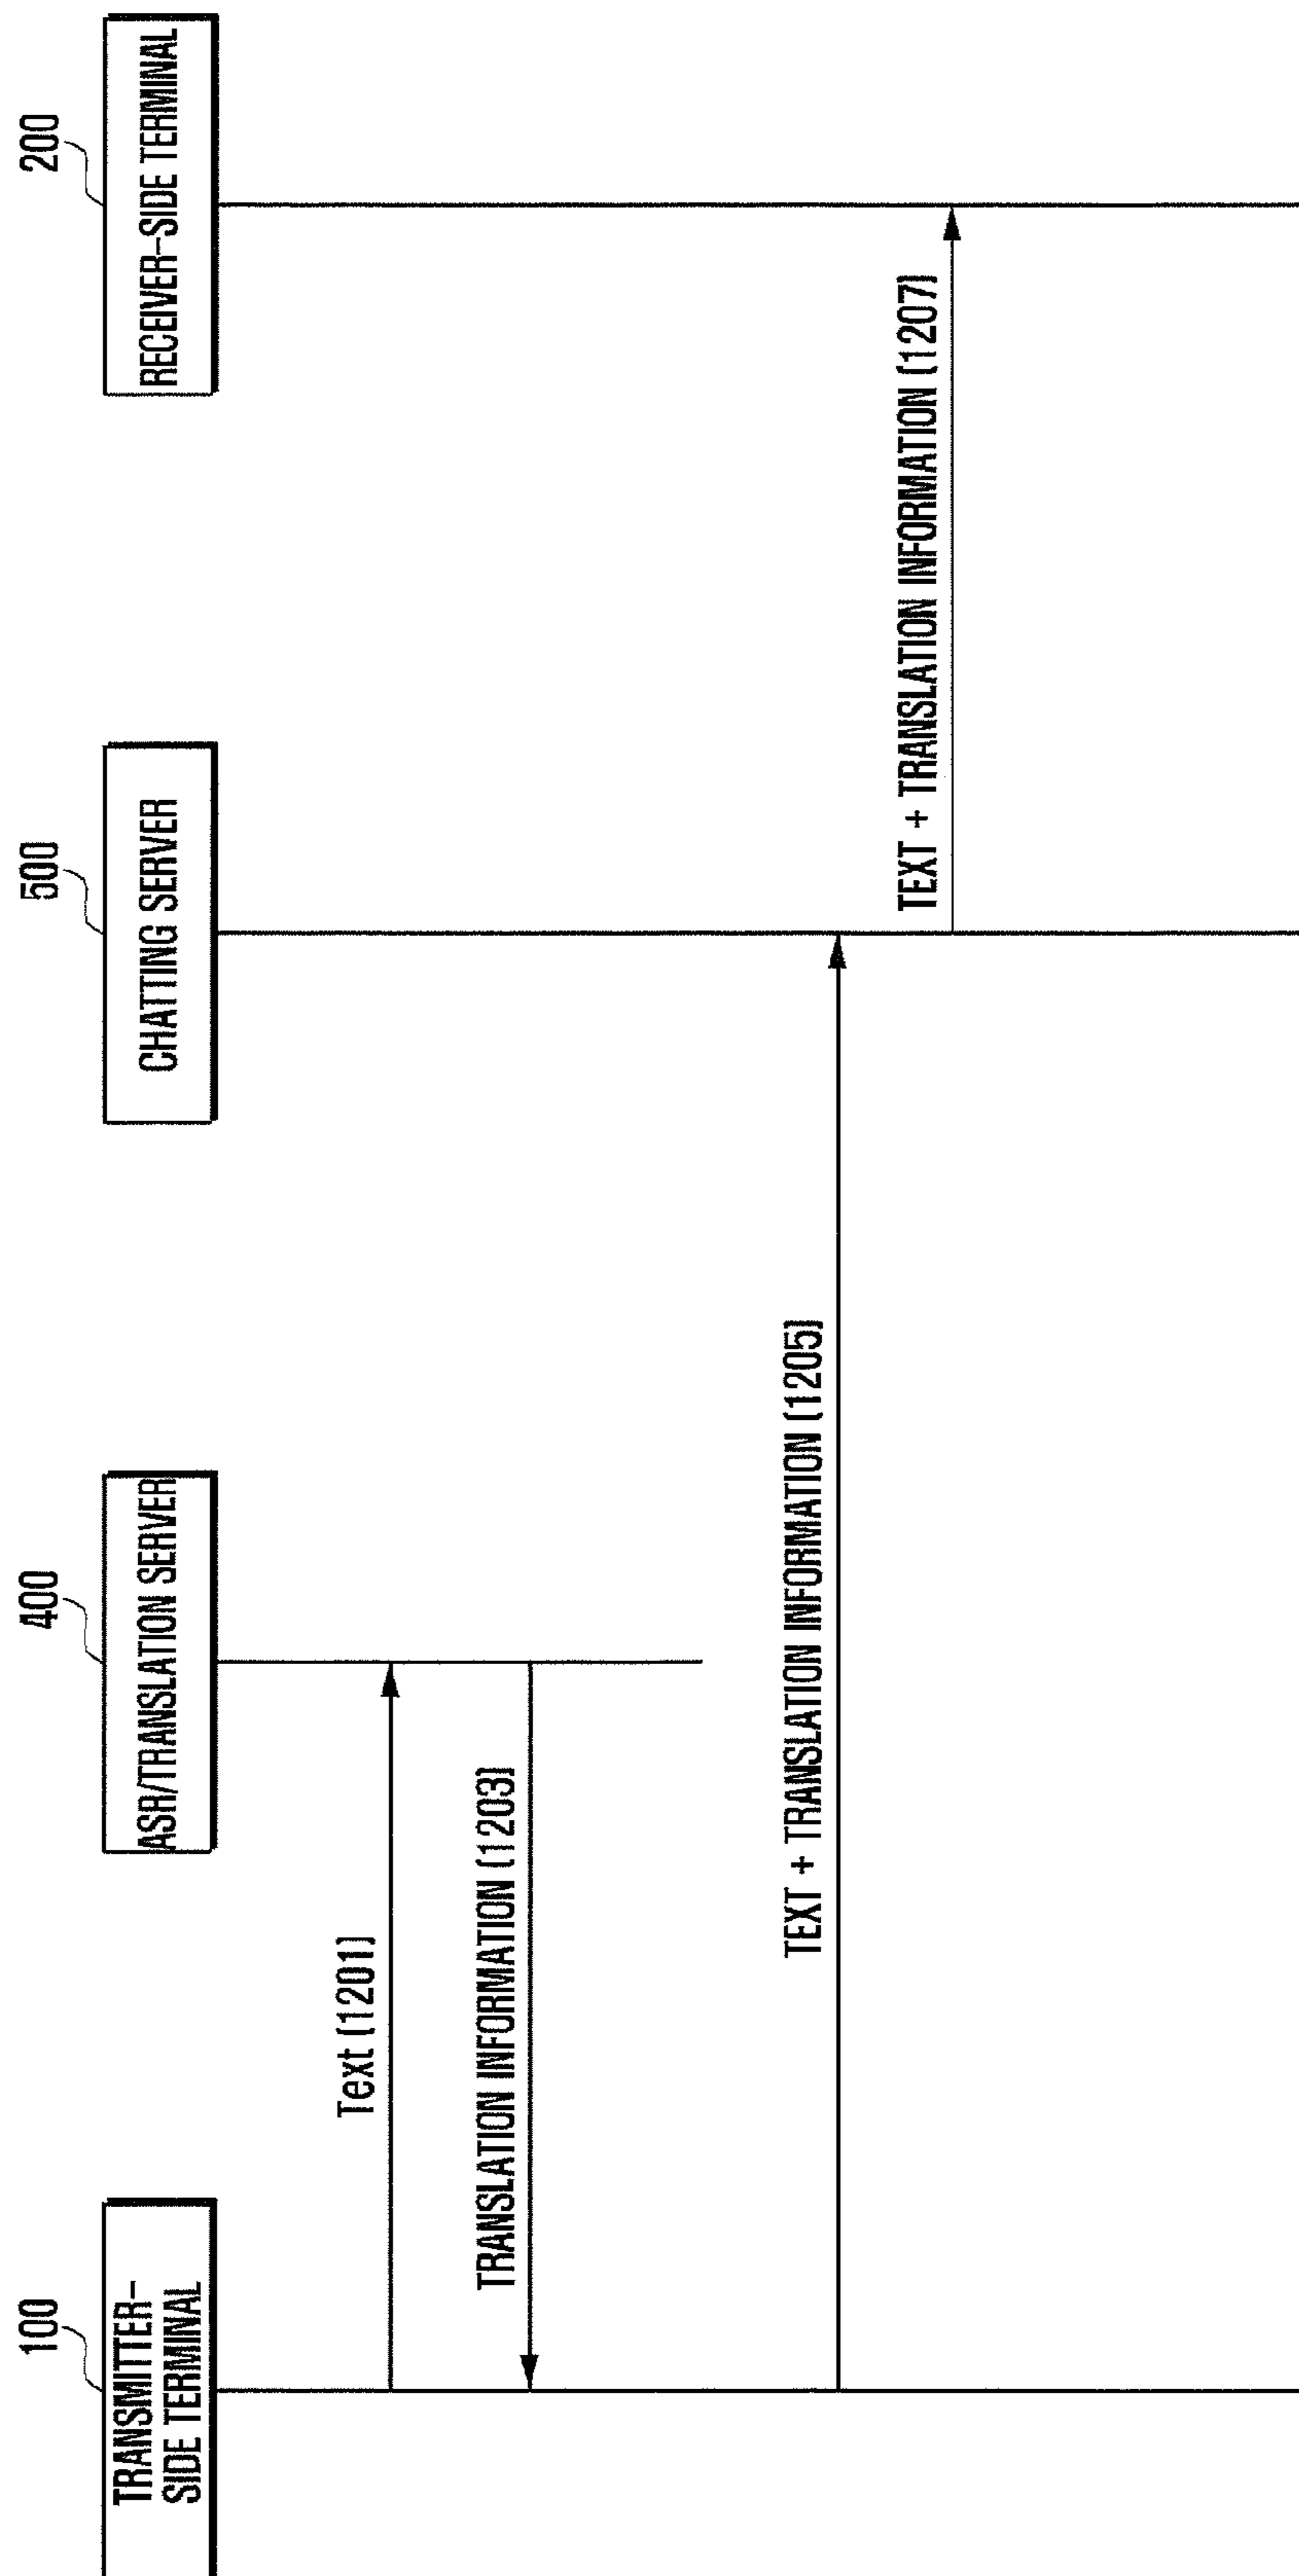 100
400
500
200
TRANSMITTER-
SIDE TERMINAL
ASR/TRANSLATION SERVER
CHATTING SERVER
RECEIVER-SIDE TERMINAL
Text (1201)
TRANSLATION INFORMATION (1203)
TEXT + TRANSLATION INFORMATION (1205)
TEXT + TRANSLATION INFORMATION (1207)